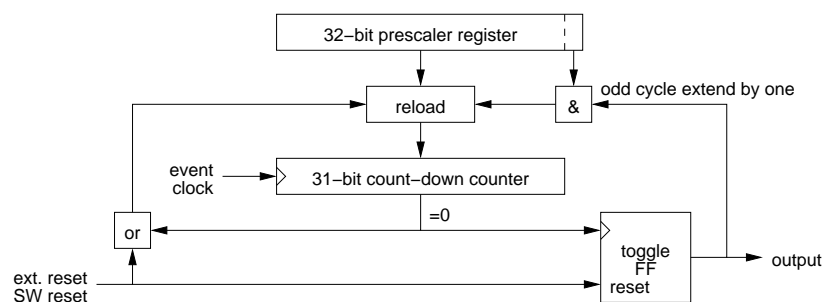 32−bit prescaler register
odd cycle extend by one
reload
&
event
clock
31−bit count−down counter
=0
or
toggle
FF
output
ext. reset
SW reset
reset